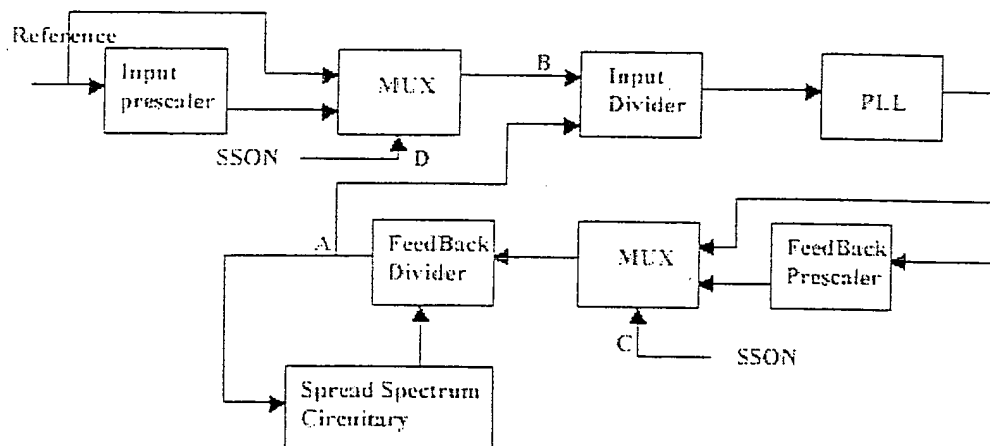 Reference
Input
prescaler
MUX
B
Input
Divider
PLL
SSON
D
A
FeedBack
Divider
MUX
FeedBack
Prescaler
C
SSON
Spread Spectrum
Circuitary